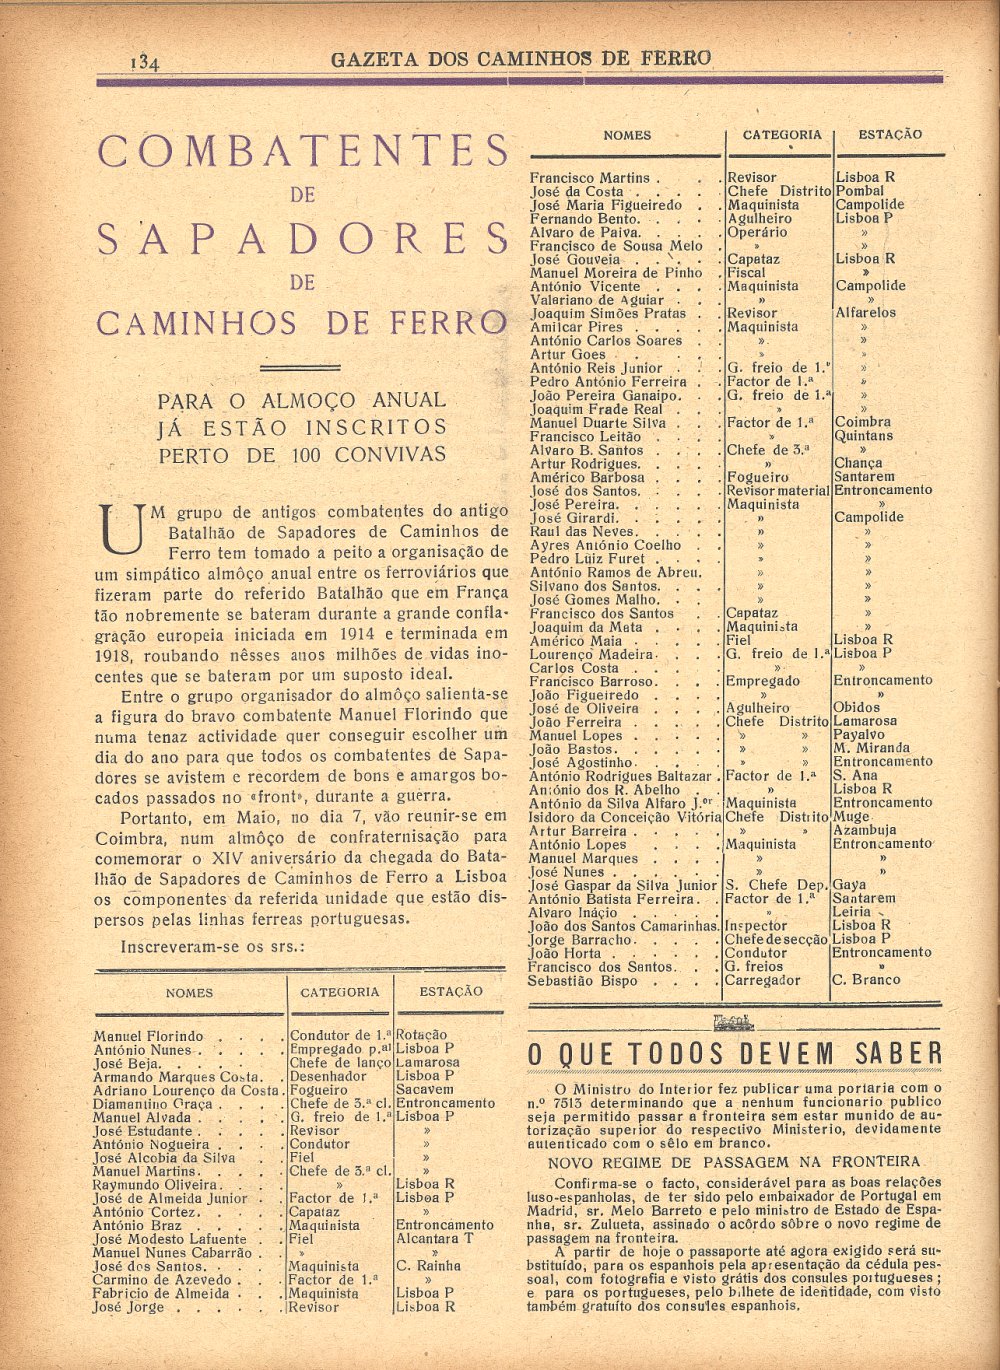 134
GAZETA DOS CAMINHOS DE FERRO
COMBATENTES
DE
SAPADORES
DE
CAMINHOS DE FERRO
PARA O ALMOÇO ANUAL
JÁ ESTÃO INSCRITOS
PERTO DE 100 CONVIVAS
UM grupo de antigos combatentes do antigo
Batalhão de Sapadores de Caminhos de
Ferro tem tomado a peito a organisação de
um simpático almôço anual entre os ferroviários que
fizeram parte do referido Batalhão que em França
tão nobremente se bateram durante a grande confla-
gração europeia iniciada em 1914 e terminada em
1918, roubando nêsses anos milhões de vidas ino-
centes que se bateram por um suposto ideal.
Entre o grupo organisador do almôço salienta-se
a figura do bravo combatente Manuel Florindo que
numa tenaz actividade quer conseguir escolher um
dia do ano para que todos os combatentes de Sapa-
dores se avistem e recordem de bons e amargos bo-
cados passados no «front», durante a guerra.
Portanto, em Maio, no dia 7, vão reunir-se em
Coimbra, num almôço de confraternisação para
comemorar o XIV aniversário da chegada do Bata-
lhão de Sapadores de Caminhos de Ferro a Lisboa
os componentes da referida unidade que estão dis-
persos pelas linhas ferreas portuguesas.
Inscreveram-se os srs.:
NOMES CATEGORIA ESTAÇÃO
Manuel Florindo . . . . Condutor de 1.ª Rotação
António Nunes . . . . . Empregado p.al Lisboa P
José Beja. . . . . Chefe de lanço Lamarosa
Armando Marques Costa. . Desenhador Lisboa P
Adriano Lourenço da Costa. Fogueiro Sacavem
Diamantino Graça . . . . Chefe de 3.ª cl. Entroncamento
Manuel Alvada . . . . . G. freio de 1.ª Lisboa P
José Estudante. . . . . Revisor »
António Nogueira . . . . Condutor »
José Alcobia da Silva . . Fiel »
Manuel Martins. . . . . Chefe de 3.ª cl. »
Raymundo Oliveira. . . . » Lisboa R
José de Almeida Junior . . Factor de 1.ª Lisboa P
António Cortez. . . . . Capataz »
António Braz . . . . . Maquinista Entroncamento
José Modesto Lafuente . . Fiel Alcantara T
Manuel Nunes Cabarrão . . » »
José dos Santos. . . . Maquinista C. Rainha
Carmino de Azevedo . . . Factor de 1.ª »
Fabricio de Almeida . . . Maquinista Lisboa P
José Jorge . . . . . . Revisor Lisboa R
NOMES CATEGORIA ESTAÇÃO
Francisco Martins . . . . Revisor Lisboa R
José da Costa . . . . . Chefe Distrito Pombal
José Maria Figueiredo . . Maquinista Campolide
Fernando Bento. . . . . Agulheiro Lisboa P
Alvaro de Paiva. . . . . Operário »
Francisco de Sousa Melo . » »
José Gouveia . . . . . Capataz Lisboa R
Manuel Moreira de Pinho . Fiscal »
António Vicente . . . . Maquinista Campolide
Valeriano de Aguiar . . . » »
Joaquim Simões Pratas . . Revisor Alfarelos
Amilcar Pires . . . . . Maquinista »
António Carlos Soares . . » »
Artur Goes . . . . . » »
António Reis Junior . . . G. freio de 1.ª »
Pedro António Ferreira . . Factor de 1.ª »
João Pereira Ganaipo. . . G. freio de 1.ª »
Joaquim Frade Real . . . » »
Manuel Duarte Silva . . . Factor de 1.ª Coimbra
Francisco Leitão . . . . » Quintans
Alvaro B. Santos . . . . Chefe de 3.ª »
Artur Rodrigues. . . . . » Chança
Américo Barbosa . . . . Fogueiro Santarem
José dos Santos. . . . . Revisor material Entroncamento
José Pereira. . . . . . Maquinista »
José Girardi. . . . . . » Campolide
Raul das Neves. . . . . » »
Ayres António Coelho . . » »
Pedro Lüiz Furet . . . . » »
António Ramos de Abreu. » »
Silvano dos Santos. . . . » »
José Gomes Malho. . . » »
Francisco dos Santos . . Capataz »
Joaquim da Mata . . . . Maquinista »
Américo Maia . . . . . Fiel Lisboa R
Lourenço Madeira . . . . G. freio de 1.ª Lisboa P
Carlos Costa . . . . . » »
Francisco Barroso. . . . Empregado Entroncamento
João Figueiredo . . . . » »
José de Oliveira . . . . Agulheiro Obidos
João Ferreira . . . . . Chefe Distrito Lamarosa
Manuel Lopes . . . . . » » Payalvo
João Bastos. . . . . . » » M. Miranda
José Agostinho . . . . » » Entroncamento
António Rodrigues Baltazar . Factor de 1.ª S. Ana
António dos R. Abelho . . » Lisboa R
António da Silva Alfaro J.or Maquinista Entroncamento
Isidoro da Conceição Vitória Chefe Distrito Muge
Artur Barreira . . . . . » » Azambuja
António Lopes . . . . Maquinista Entroncamento
Manuel Marques . . . . » »
José Nunes . . . . . . » »
José Gaspar da Silva Junior S. Chefe Dep. Gaya
António Batista Ferreira. . Factor de 1.ª Santarem
Alvaro Inácio . . . . . » Leiria
João dos Santos Camarinhas. Inspector Lisboa R
Jorge Barracho. . . . . Chefe de secção Lisboa P
João Horta . . . . . . Condutor Entroncamento
Francisco dos Santos. . . G. freios »
Sebastião Bispo . . . . Carregador C. Branco
O QUE TODOS DEVEM SABER
O Ministro do Interior fez publicar uma portaria com o
n.º 7513 determinando que a nenhum funcionario publico
seja permitido passar a fronteira sem estar munido de au-
torização superior do respectivo Ministerio, devidamente
autenticado com o sêlo em branco.
NOVO REGIME DE PASSAGEM NA FRONTEIRA
Confirma-se o facto, considerável para as boas relações
luso-espanholas, de ter sido pelo embaixador de Portugal em
Madrid, sr. Melo Barreto e pelo ministro de Estado de Espa-
nha, sr. Zulueta, assinado o acôrdo sôbre o novo regime de
passagem na fronteira.
A partir de hoje o passaporte até agora exigido será su-
bstituído, para os espanhois pela apresentação da cédula pes-
soal, com fotografia e visto grátis dos consules portugueses;
e para os portugueses, pelo bilhete de identidade, com visto
também gratuíto dos consules espanhois.